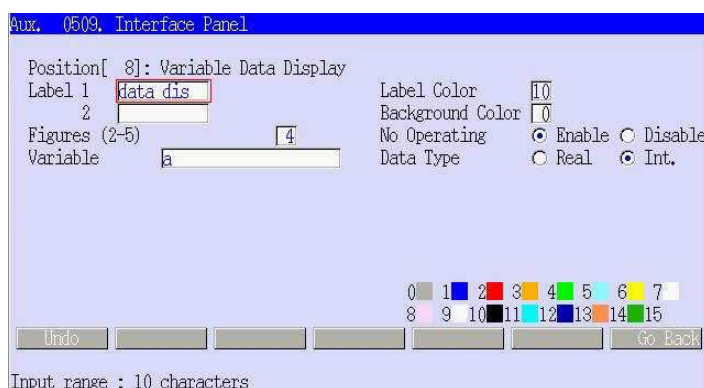 Aux. 0509. Interface Panel
Position[ 8]: Variable Data Display
Label 1 data dis Label Color 10
2 Background Color 0
Figures (2-5) 4 No Operating Enable Disable
Variable a Data Type Real Int.
0 1 2 3 4 5 6 7
8 9 10 11 12 13 14 15
Undo Go Back
Input range : 10 characters